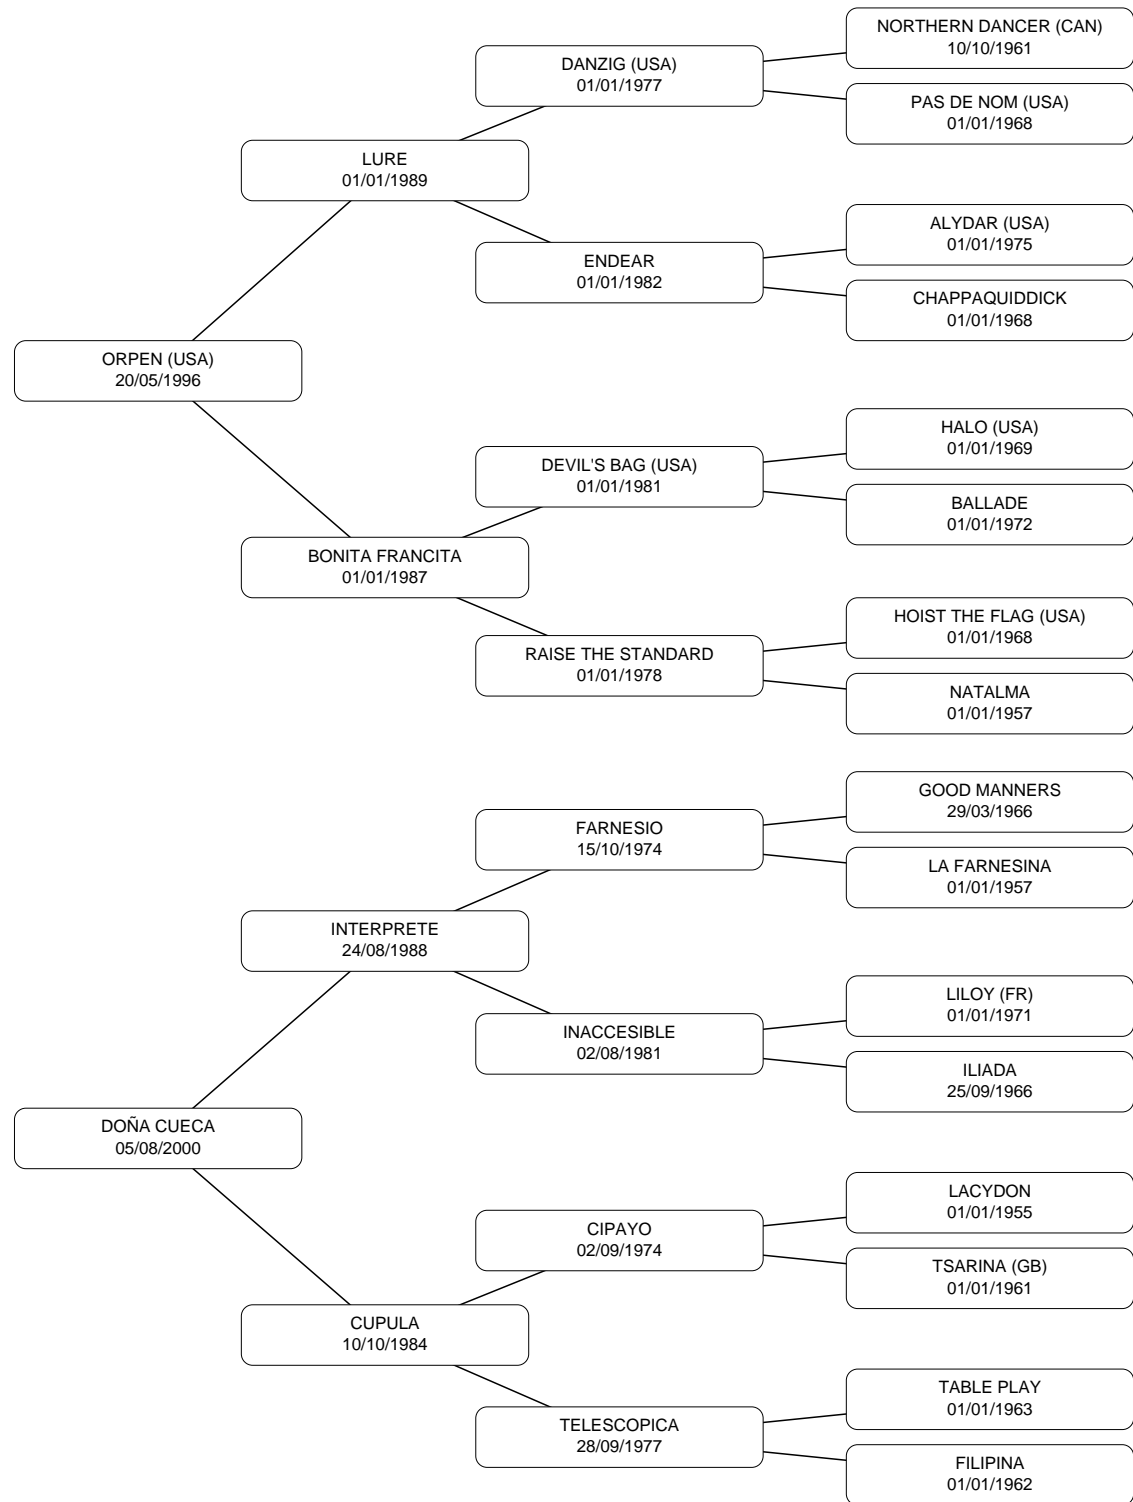 NORTHERN DANCER (CAN)
10/10/1961
DANZIG (USA)
01/01/1977
PAS DE NOM (USA)
01/01/1968
LURE
01/01/1989
ALYDAR (USA)
01/01/1975
ENDEAR
01/01/1982
CHAPPAQUIDDICK
01/01/1968
ORPEN (USA)
20/05/1996
HALO (USA)
01/01/1969
DEVIL'S BAG (USA)
01/01/1981
BALLADE
01/01/1972
BONITA FRANCITA
01/01/1987
HOIST THE FLAG (USA)
01/01/1968
RAISE THE STANDARD
01/01/1978
NATALMA
01/01/1957
GOOD MANNERS
29/03/1966
FARNESIO
15/10/1974
LA FARNESINA
01/01/1957
INTERPRETE
24/08/1988
LILOY (FR)
01/01/1971
INACCESIBLE
02/08/1981
ILIADA
25/09/1966
DOÑA CUECA
05/08/2000
LACYDON
01/01/1955
CIPAYO
02/09/1974
TSARINA (GB)
01/01/1961
CUPULA
10/10/1984
TABLE PLAY
01/01/1963
TELESCOPICA
28/09/1977
FILIPINA
01/01/1962